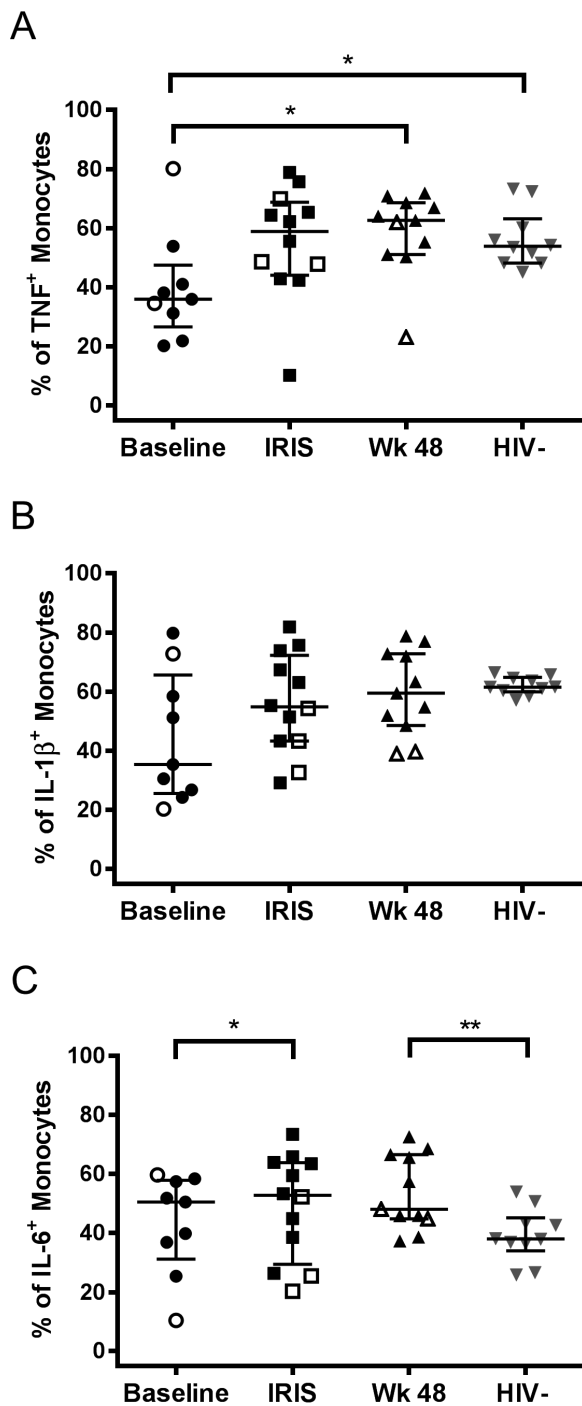 A
*
*
% of TNF⁺ Monocytes
100
80
60
40
20
0
Baseline IRIS Wk 48 HIV-
B
% of IL-1β⁺ Monocytes
100
80
60
40
20
0
Baseline IRIS Wk 48 HIV-
C
* **
% of IL-6⁺ Monocytes
100
80
60
40
20
0
Baseline IRIS Wk 48 HIV-